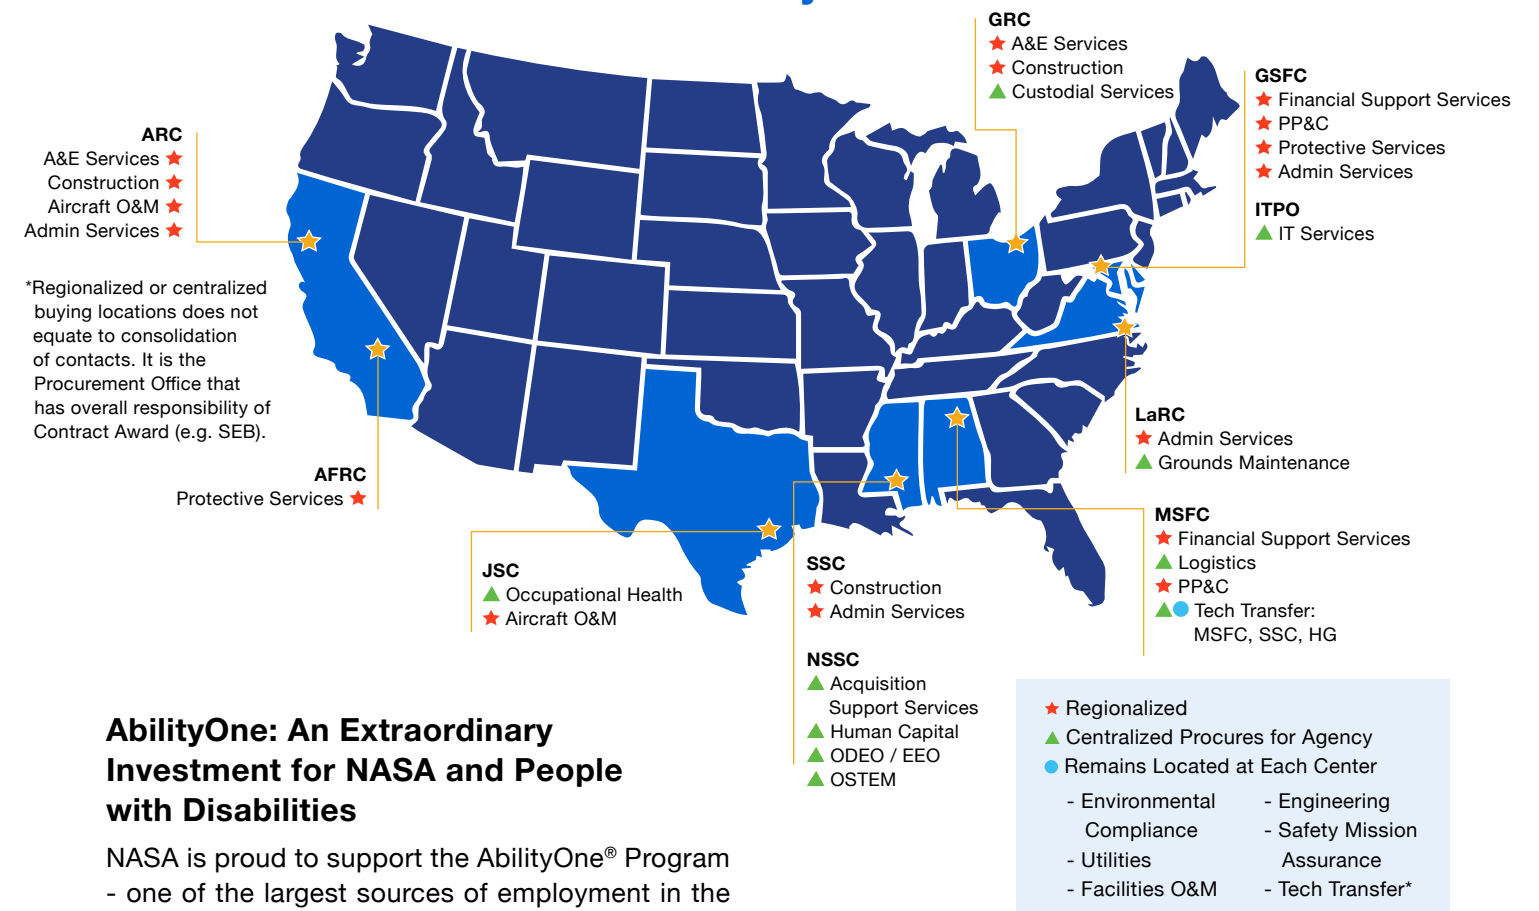 GRC
A&E Services
Construction
Custodial Services
GSFC
Financial Support Services
PP&C
Protective Services
Admin Services
ITPO
IT Services
ARC
A&E Services
Construction
Aircraft O&M
Admin Services
*Regionalized or centralized
buying locations does not
equate to consolidation
of contacts. It is the
Procurement Office that
has overall responsibility of
Contract Award (e.g. SEB).
AFRC
Protective Services
LaRC
Admin Services
Grounds Maintenance
MSFC
Financial Support Services
Logistics
PP&C
Tech Transfer:
MSFC, SSC, HG
JSC
Occupational Health
Aircraft O&M
SSC
Construction
Admin Services
NSSC
Acquisition
Support Services
Human Capital
ODEO / EEO
OSTEM
Regionalized
Centralized Procures for Agency
Remains Located at Each Center
- Environmental
Compliance
- Utilities
- Facilities O&M
- Engineering
- Safety Mission
Assurance
- Tech Transfer*
AbilityOne: An Extraordinary
Investment for NASA and People
with Disabilities
NASA is proud to support the AbilityOne® Program
- one of the largest sources of employment in the